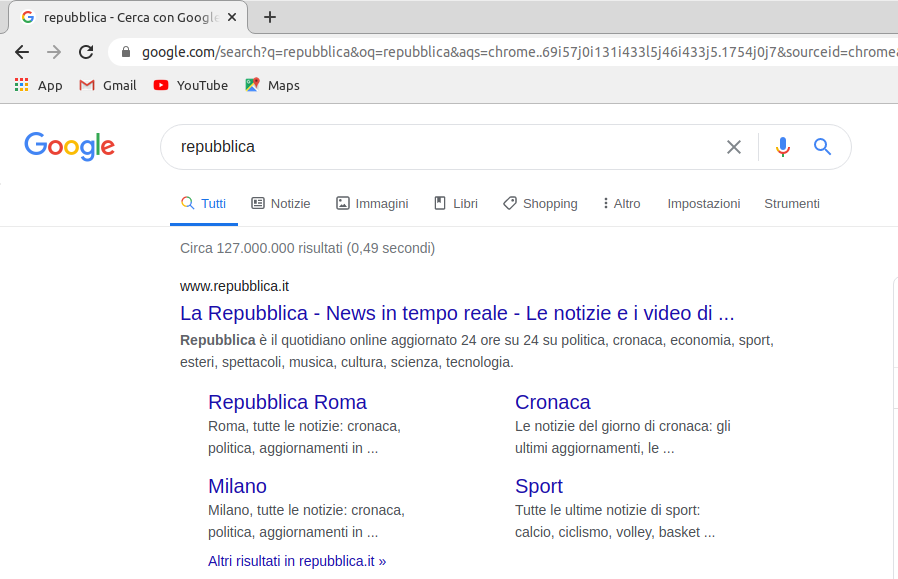 repubblica - Cerca con Google
google.com/search?q=repubblica&oq=repubblica&aqs=chrome..69i57j0i131i433l5j46i433j5.1754j0j7&sourceid=chrome&
App Gmail YouTube Maps
Google repubblica
Tutti Notizie Immagini Libri Shopping Altro Impostazioni Strumenti
Circa 127.000.000 risultati (0,49 secondi)
www.repubblica.it
La Repubblica - News in tempo reale - Le notizie e i video di ...
Repubblica è il quotidiano online aggiornato 24 ore su 24 su politica, cronaca, economia, sport,
esteri, spettacoli, musica, cultura, scienza, tecnologia.
Repubblica Roma
Roma, tutte le notizie: cronaca,
politica, aggiornamenti in ...
Cronaca
Le notizie del giorno di cronaca: gli
ultimi aggiornamenti, le ...
Milano
Milano, tutte le notizie: cronaca,
politica, aggiornamenti in ...
Sport
Tutte le ultime notizie di sport:
calcio, ciclismo, volley, basket ...
Altri risultati in repubblica.it »